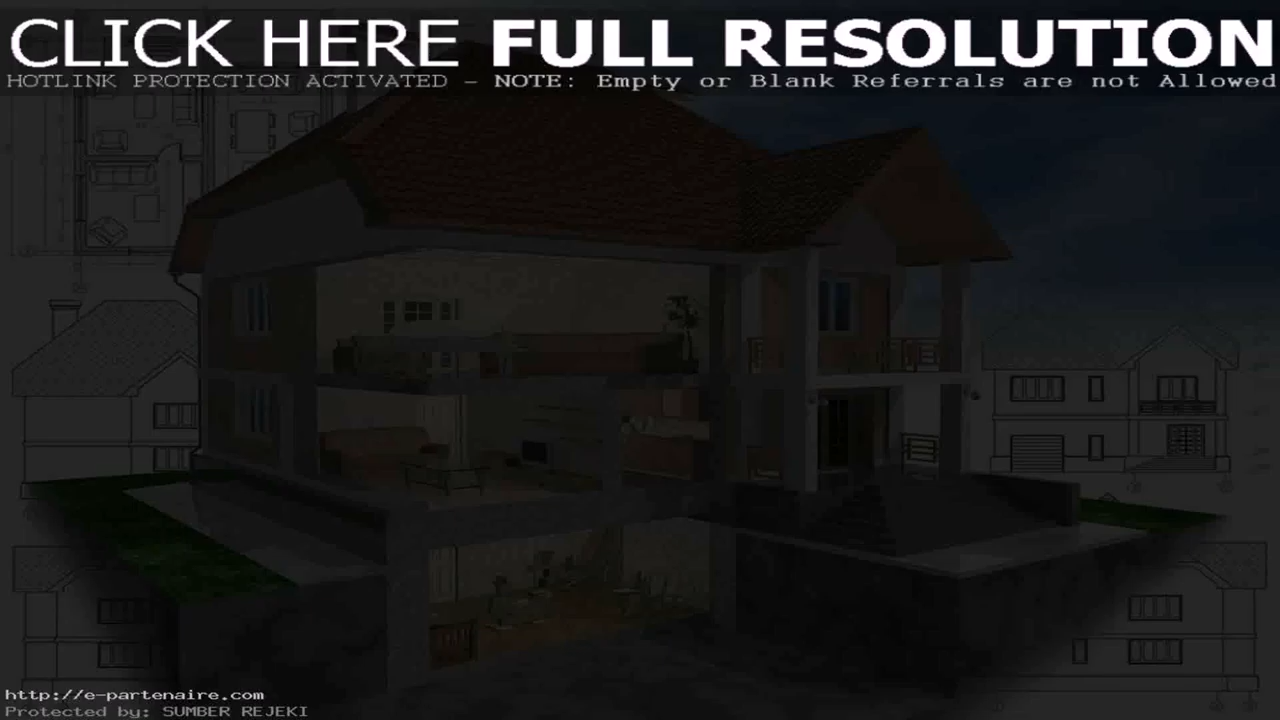 CLICK HERE FULL RESOLUTION
HOTLINK PROTECTION ACTIVATED – NOTE: Empty or Blank Referrals are not Allowed
http://e-partenaire.com
Protected by: SUMBER REJEKI